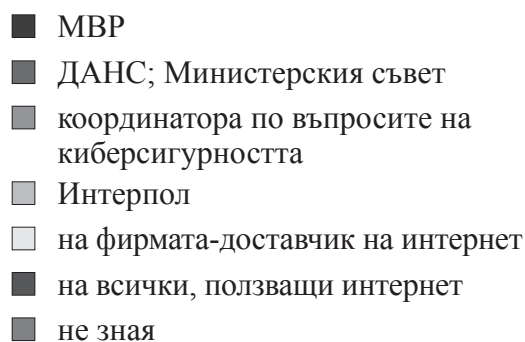 МВР
ДАНС; Министерския съвет
координатора по въпросите на
киберсигурността
Интерпол
на фирмата-доставчик на интернет
на всички, ползващи интернет
не зная